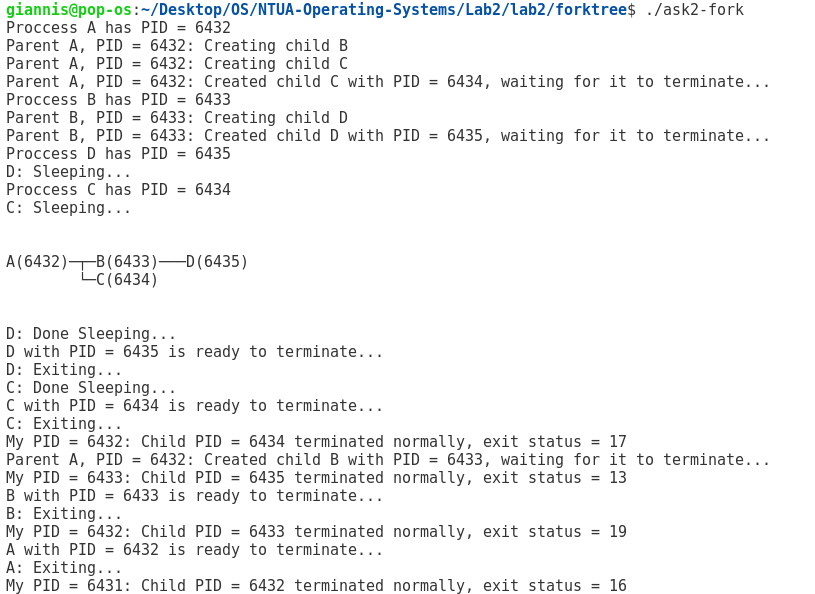 giannis@pop-os:~/Desktop/OS/NTUA-Operating-Systems/Lab2/lab2/forktree$ ./ask2-fork
Proccess A has PID = 6432
Parent A, PID = 6432: Creating child B
Parent A, PID = 6432: Creating child C
Parent A, PID = 6432: Created child C with PID = 6434, waiting for it to terminate...
Proccess B has PID = 6433
Parent B, PID = 6433: Creating child D
Parent B, PID = 6433: Created child D with PID = 6435, waiting for it to terminate...
Proccess D has PID = 6435
D: Sleeping...
Proccess C has PID = 6434
C: Sleeping...
A(6432)─┬─B(6433)───D(6435)
        └─C(6434)
D: Done Sleeping...
D with PID = 6435 is ready to terminate...
D: Exiting...
C: Done Sleeping...
C with PID = 6434 is ready to terminate...
C: Exiting...
My PID = 6432: Child PID = 6434 terminated normally, exit status = 17
Parent A, PID = 6432: Created child B with PID = 6433, waiting for it to terminate...
My PID = 6433: Child PID = 6435 terminated normally, exit status = 13
B with PID = 6433 is ready to terminate...
B: Exiting...
My PID = 6432: Child PID = 6433 terminated normally, exit status = 19
A with PID = 6432 is ready to terminate...
A: Exiting...
My PID = 6431: Child PID = 6432 terminated normally, exit status = 16